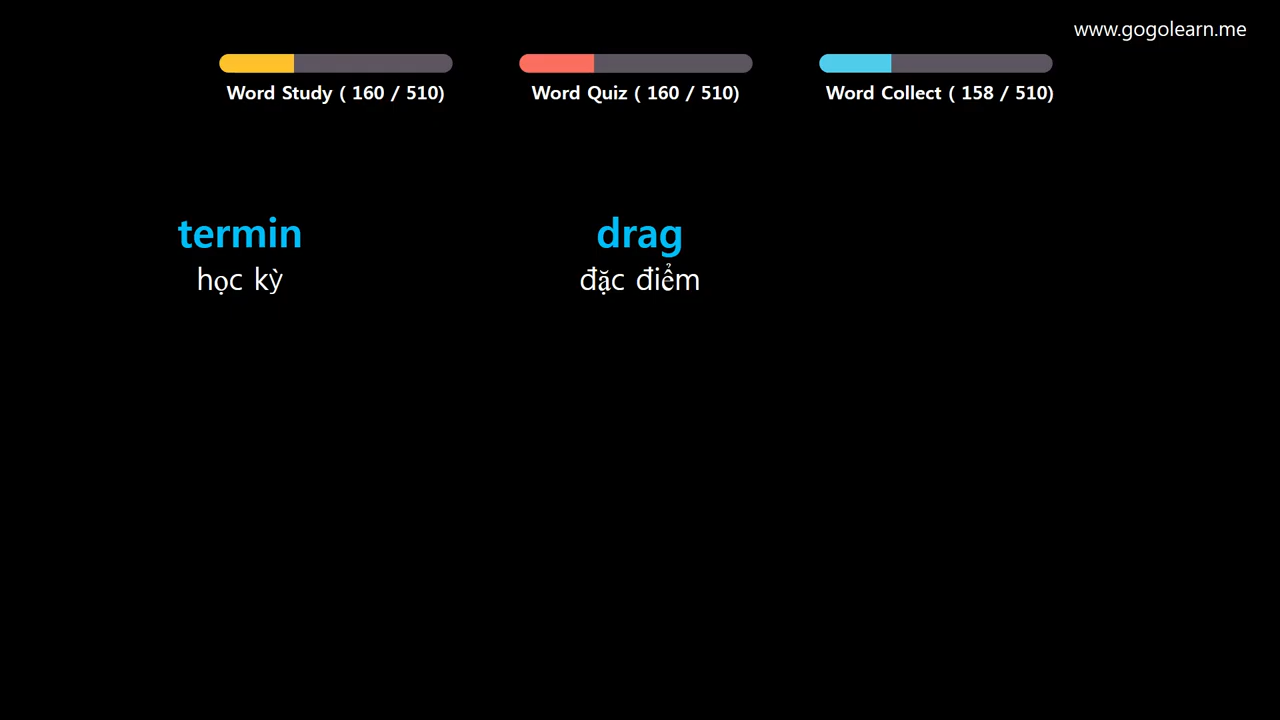 www.gogolearn.me
Word Study ( 160 / 510)
Word Quiz ( 160 / 510)
Word Collect ( 158 / 510)
termin
học kỳ
drag
đặc điểm